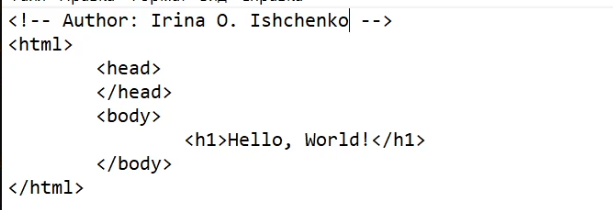 <!-- Author: Irina O. Ishchenko -->
<html>
<head>
</head>
<body>
<h1>Hello, World!</h1>
</body>
</html>